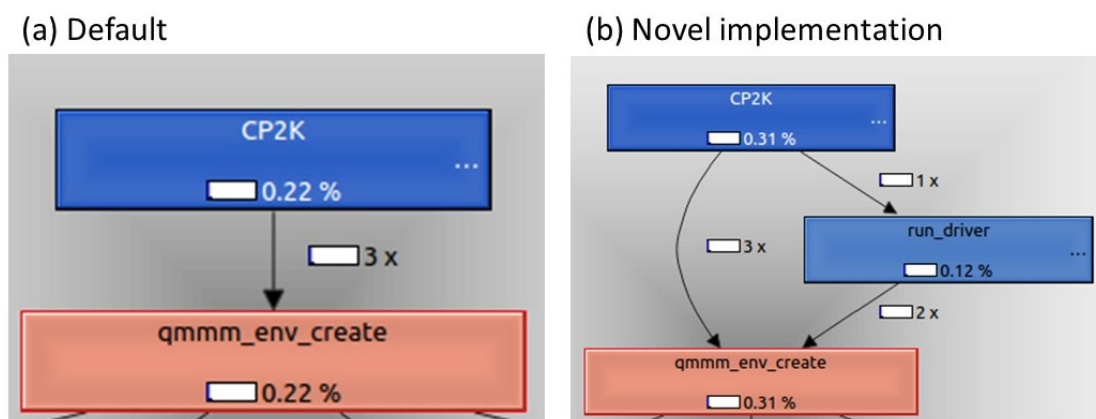 (a) Default
CP2K
...
0.22 %
3 x
qmmm_env_create
0.22 %
(b) Novel implementation
CP2K
...
0.31 %
1 x
3 x
run_driver
...
0.12 %
2 x
qmmm_env_create
0.31 %